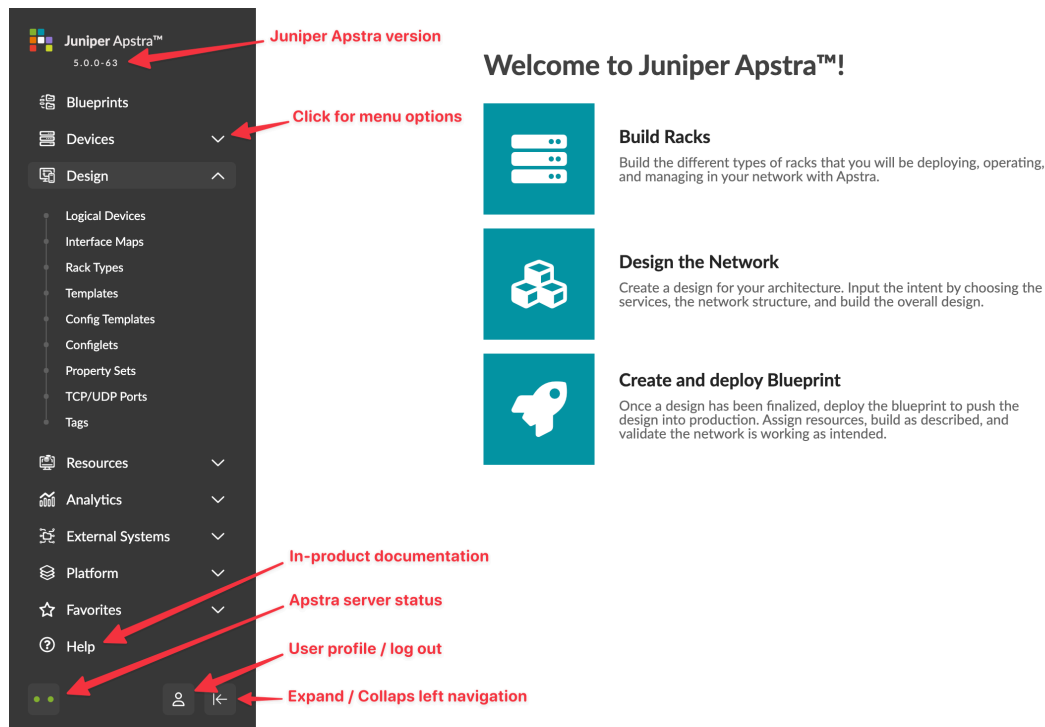 Juniper Apstra™
5.0.0-63
Juniper Apstra version
Blueprints
Devices
Click for menu options
Design
Logical Devices
Interface Maps
Rack Types
Templates
Config Templates
Configlets
Property Sets
TCP/UDP Ports
Tags
Resources
Analytics
External Systems
Platform
Favorites
Help
In-product documentation
Apstra server status
User profile / log out
Expand / Collaps left navigation
Welcome to Juniper Apstra™!
Build Racks
Build the different types of racks that you will be deploying, operating,
and managing in your network with Apstra.
Design the Network
Create a design for your architecture. Input the intent by choosing the
services, the network structure, and build the overall design.
Create and deploy Blueprint
Once a design has been finalized, deploy the blueprint to push the
design into production. Assign resources, build as described, and
validate the network is working as intended.